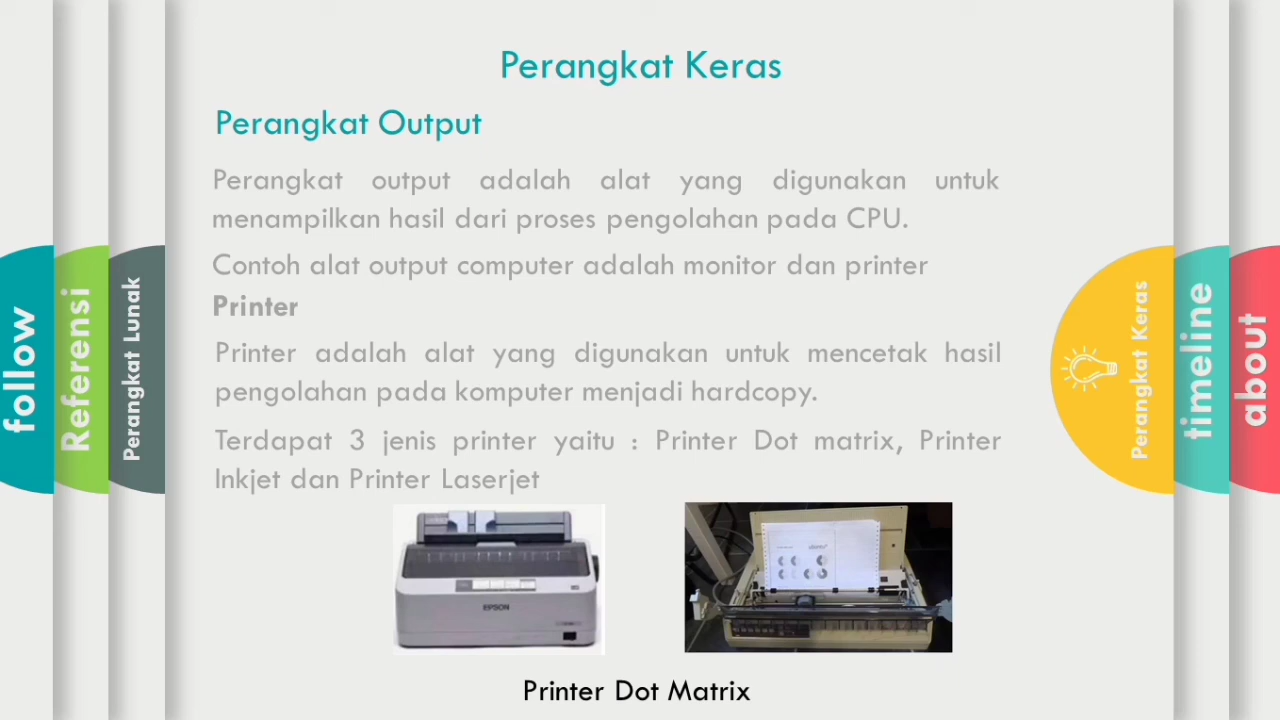 Perangkat Keras
Perangkat Output
Perangkat output adalah alat yang digunakan untuk
menampilkan hasil dari proses pengolahan pada CPU.
Contoh alat output computer adalah monitor dan printer
Printer
Printer adalah alat yang digunakan untuk mencetak hasil
pengolahan pada komputer menjadi hardcopy.
Terdapat 3 jenis printer yaitu : Printer Dot matrix, Printer
Inkjet dan Printer Laserjet
EPSON
Printer Dot Matrix
follow
Referensi
Perangkat Lunak
Perangkat Keras
timeline
about